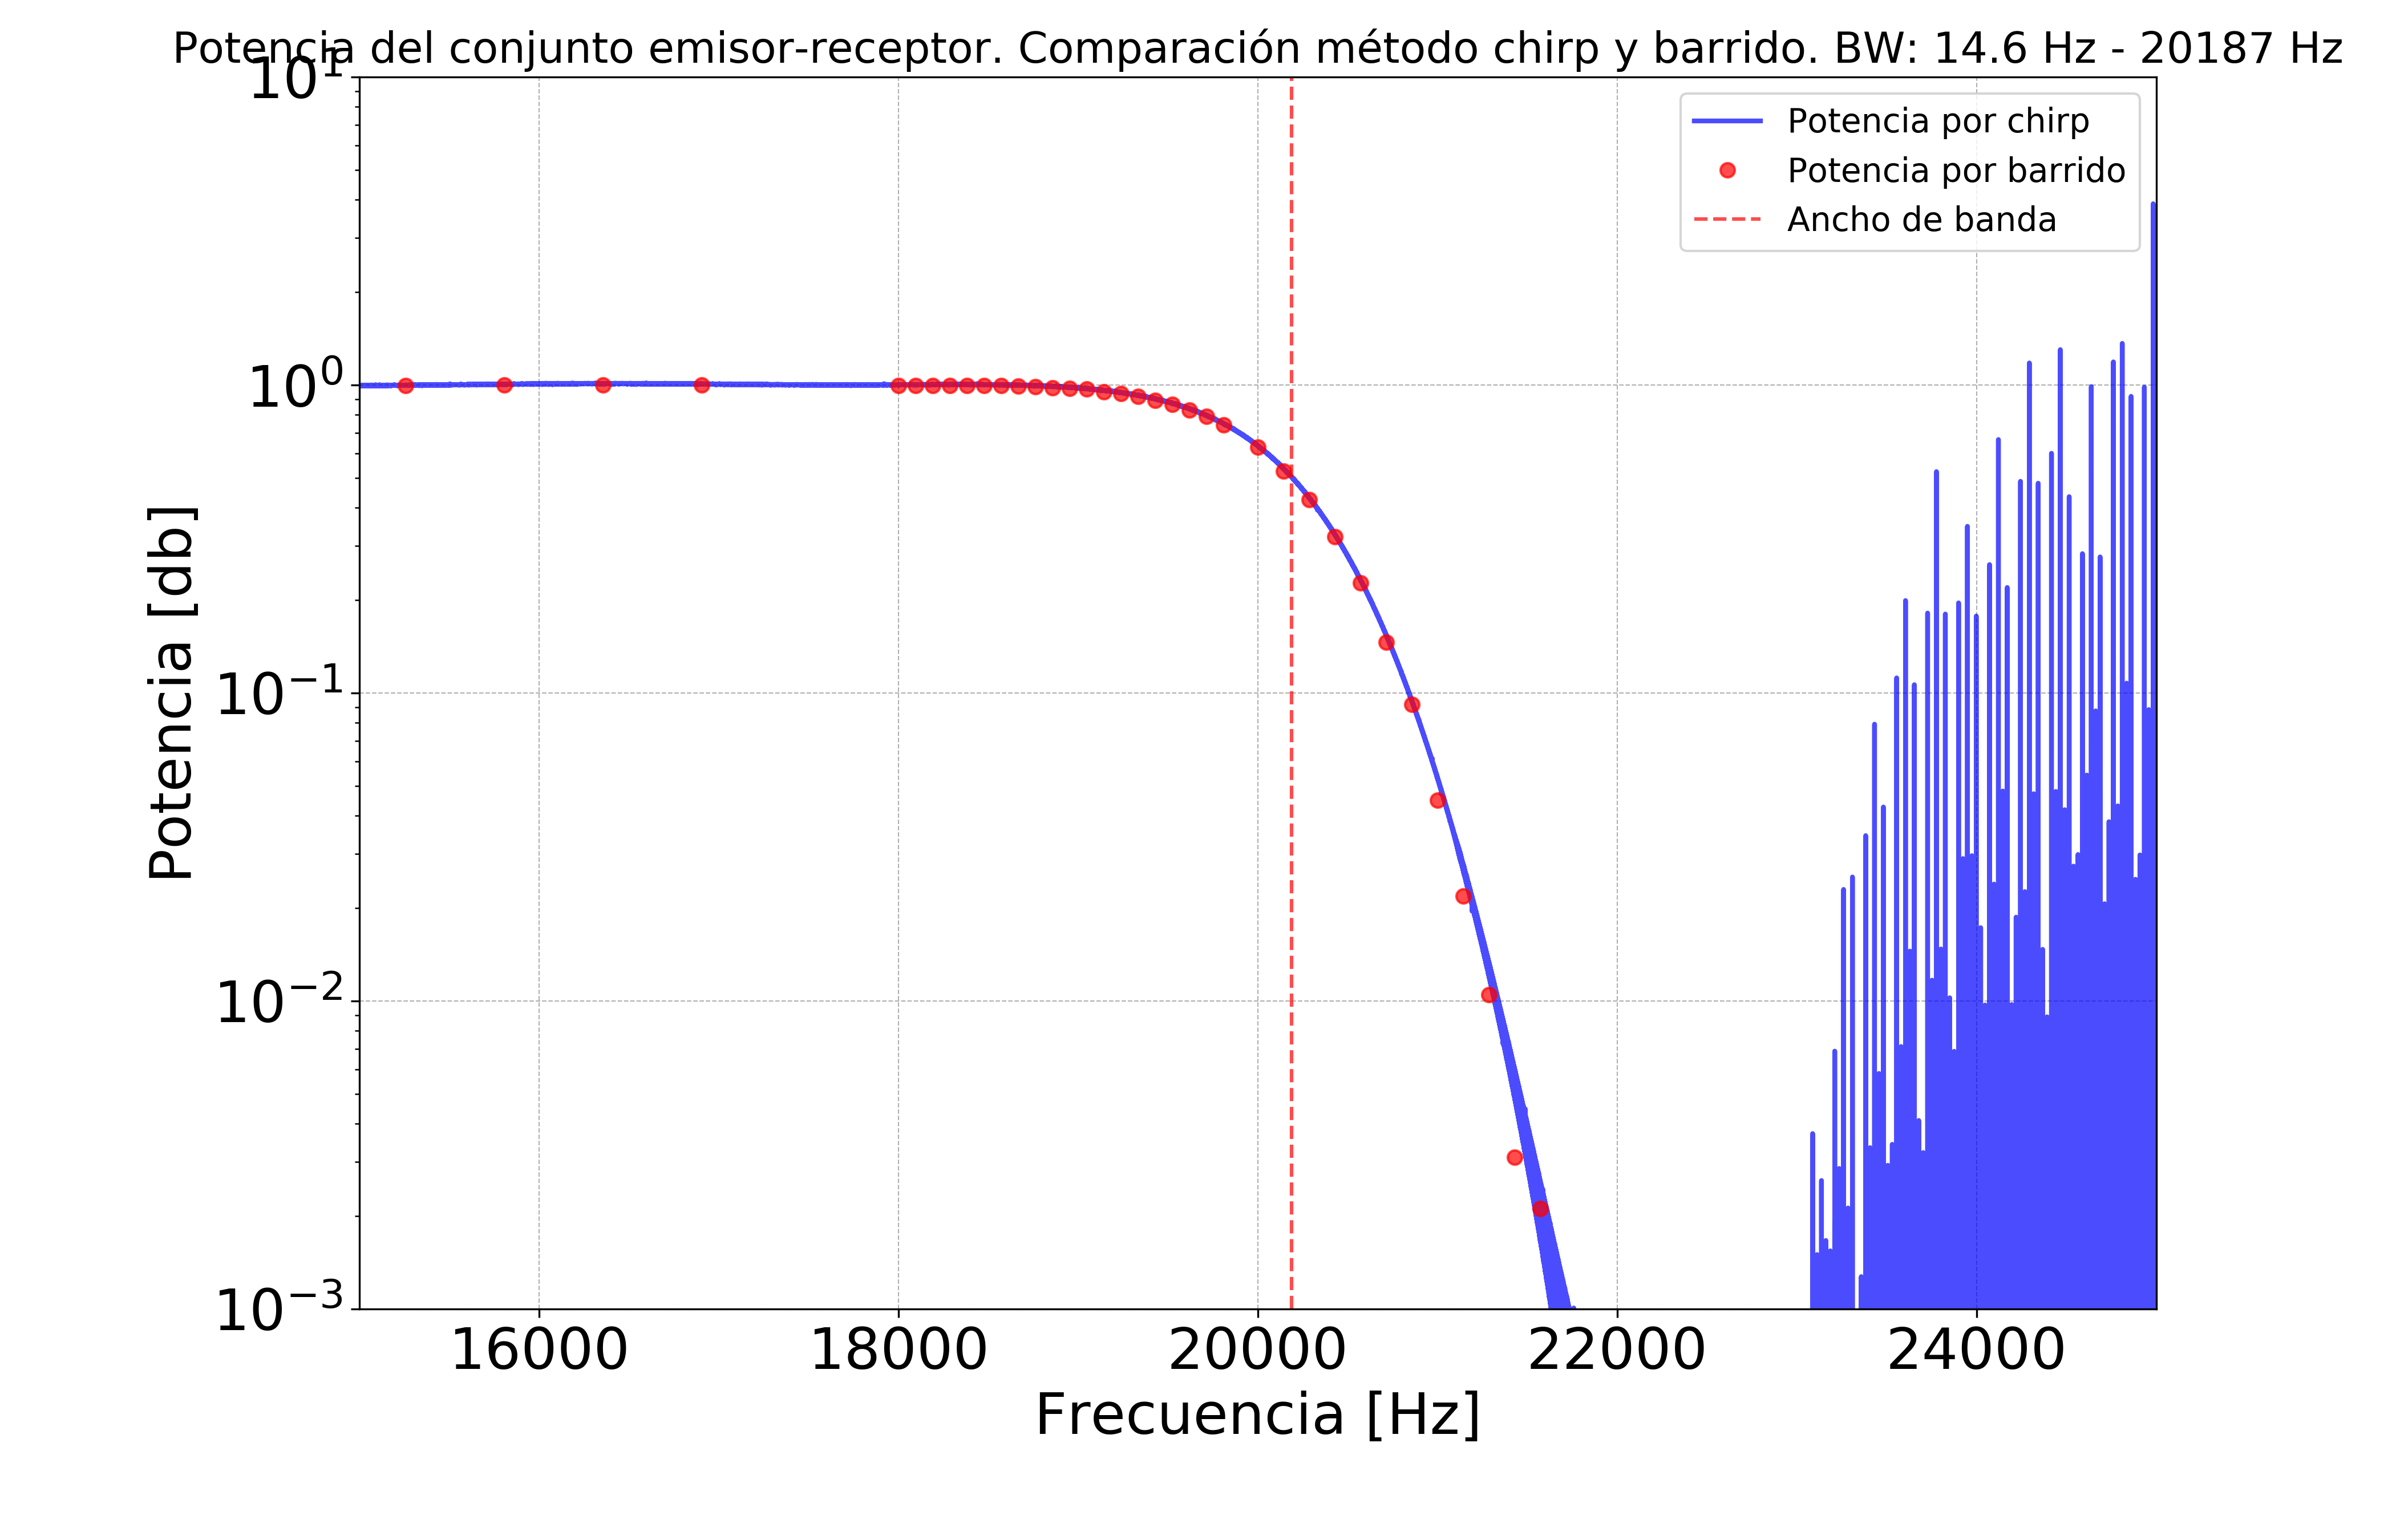 Potencia del conjunto emisor-receptor. Comparación método chirp y barrido. BW: 14.6 Hz - 20187 Hz
Potencia por chirp
Potencia por barrido
Ancho de banda
Potencia [db]
10¹
10⁰
10⁻¹
10⁻²
10⁻³
16000 18000 20000 22000 24000
Frecuencia [Hz]